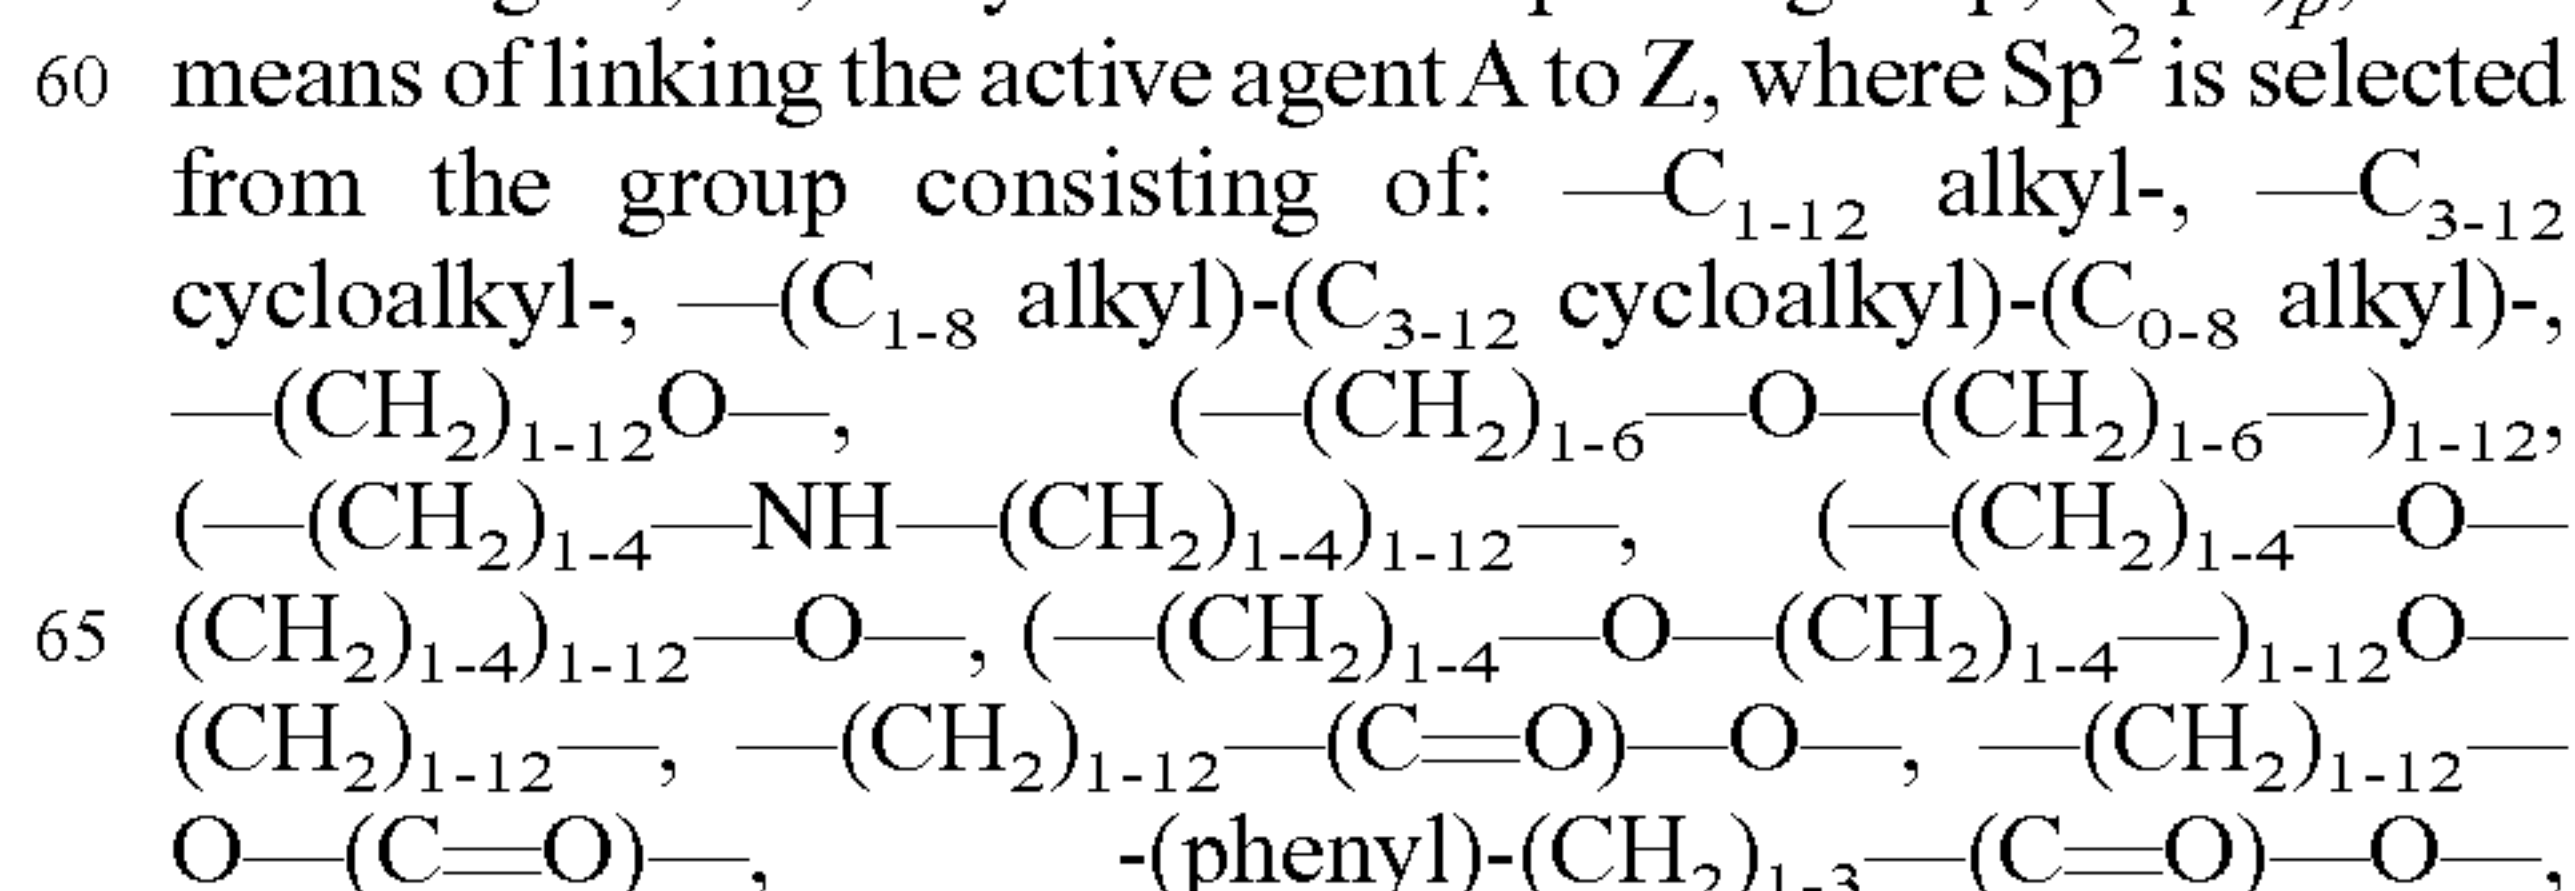 60 means of linking the active agent A to Z, where Sp² is selected
from the group consisting of: —C₁₋₁₂ alkyl-, —C₃₋₁₂
cycloalkyl-, —(C₁₋₈ alkyl)-(C₃₋₁₂ cycloalkyl)-(C₀₋₈ alkyl)-,
—(CH₂)₁₋₁₂O—, (—(CH₂)₁₋₆—O—(CH₂)₁₋₆—)₁₋₁₂,
(—(CH₂)₁₋₄—NH—(CH₂)₁₋₄)₁₋₁₂—, (—(CH₂)₁₋₄—O—
65 (CH₂)₁₋₄)₁₋₁₂—O—, (—(CH₂)₁₋₄—O—(CH₂)₁₋₄—)₁₋₁₂O—
(CH₂)₁₋₁₂—, —(CH₂)₁₋₁₂—(C=O)—O—, —(CH₂)₁₋₁₂—
O—(C=O)—, -(phenyl)-(CH₂)₁₋₃—(C=O)—O—,